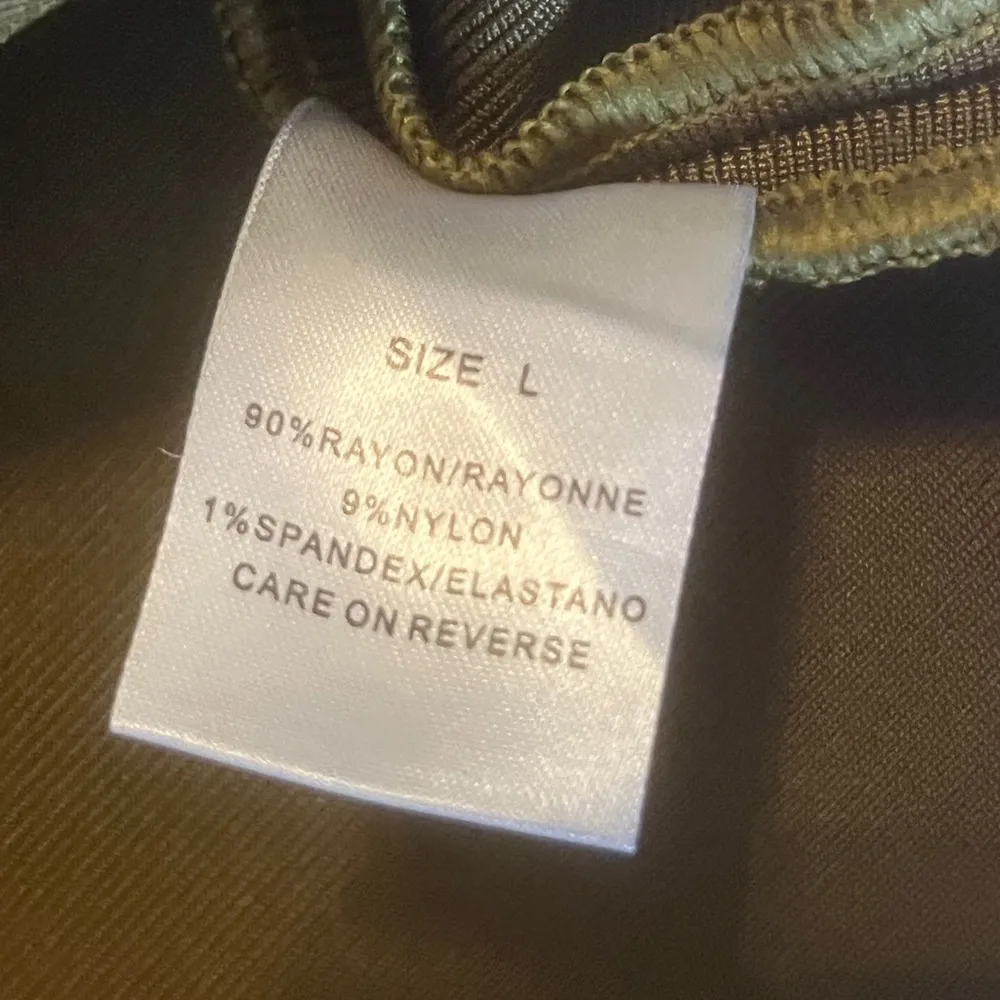 SIZE L
90%RAYON/RAYONNE
9%NYLON
1%SPANDEX/ELASTANO
CARE ON REVERSE